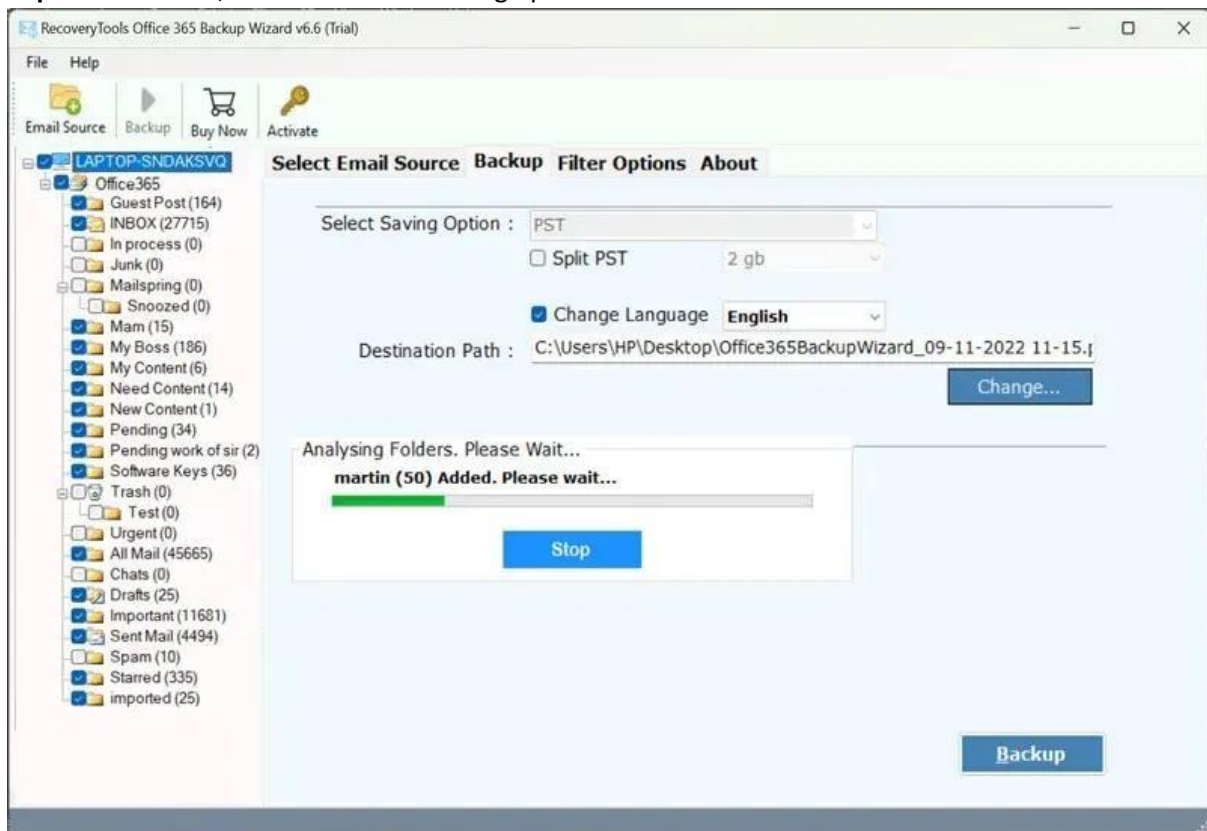 RecoveryTools Office 365 Backup Wizard v6.6 (Trial)
File Help
Email Source Backup Buy Now Activate
LAPTOP-SNDAKSVQ
Office365
Guest Post (164)
INBOX (27715)
In process (0)
Junk (0)
Mailspring (0)
Snoozed (0)
Mam (15)
My Boss (186)
My Content (6)
Need Content (14)
New Content (1)
Pending (34)
Pending work of sir (2)
Software Keys (36)
Trash (0)
Test (0)
Urgent (0)
All Mail (45665)
Chats (0)
Drafts (25)
Important (11681)
Sent Mail (4494)
Spam (10)
Starred (335)
imported (25)
Select Email Source Backup Filter Options About
Select Saving Option : PST
Split PST 2 gb
Change Language English
Destination Path : C:\Users\HP\Desktop\Office365BackupWizard_09-11-2022 11-15.p
Change...
Analysing Folders. Please Wait...
martin (50) Added. Please wait...
Stop
Backup